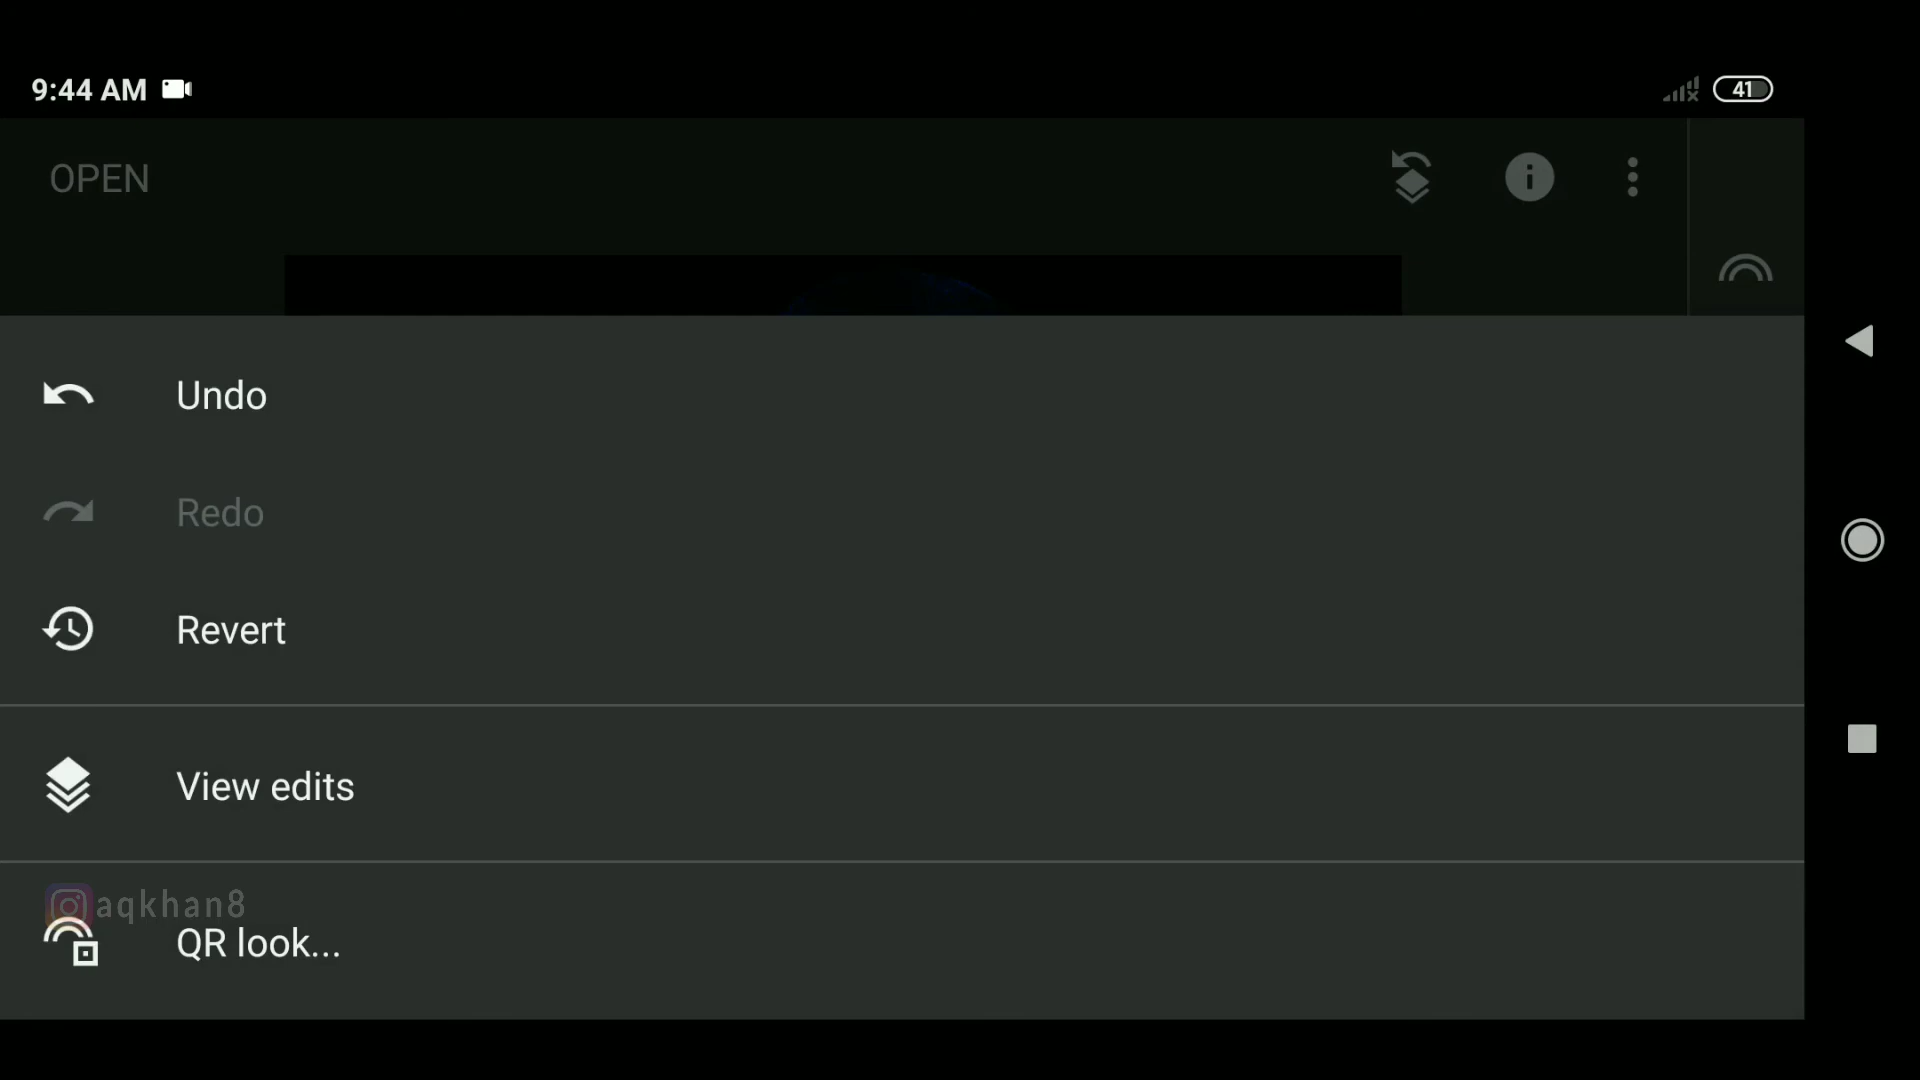 9:44 AM
41
OPEN
Undo
Redo
Revert
View edits
aqkhan8
QR look...